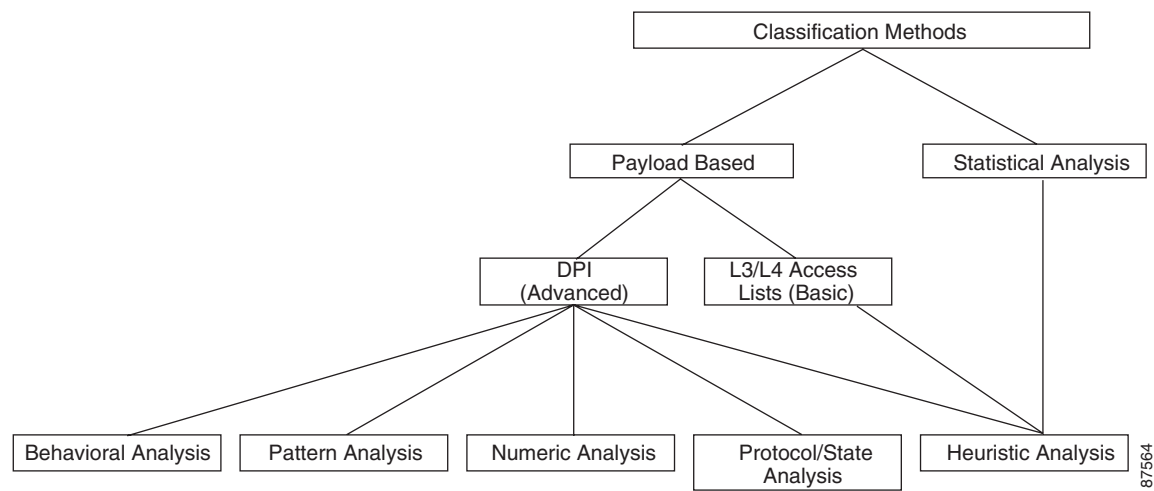 Classification Methods
Payload Based
Statistical Analysis
DPI
(Advanced)
L3/L4 Access
Lists (Basic)
Behavioral Analysis
Pattern Analysis
Numeric Analysis
Protocol/State
Analysis
Heuristic Analysis
87564